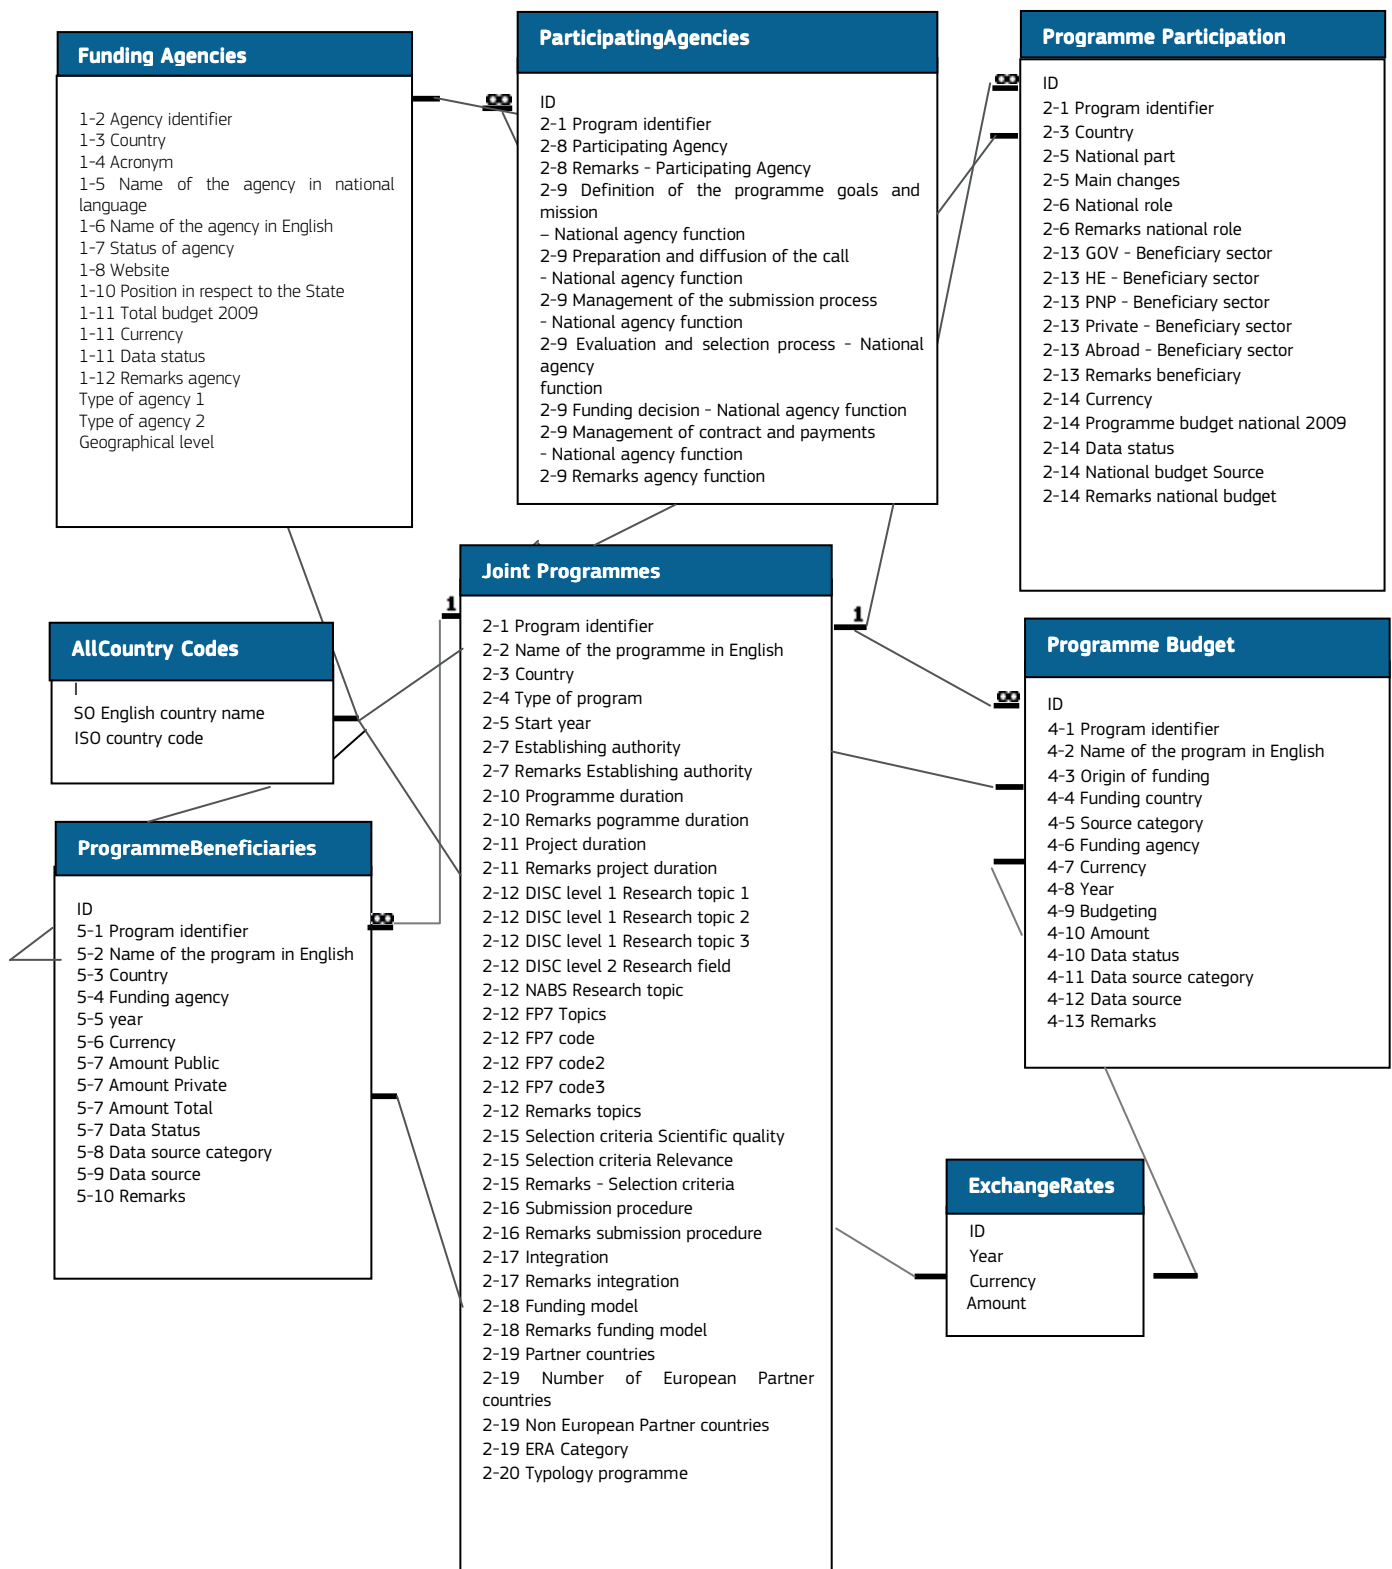 Funding Agencies
1-2 Agency identifier
1-3 Country
1-4 Acronym
1-5 Name of the agency in national
language
1-6 Name of the agency in English
1-7 Status of agency
1-8 Website
1-10 Position in respect to the State
1-11 Total budget 2009
1-11 Currency
1-11 Data status
1-12 Remarks agency
Type of agency 1
Type of agency 2
Geographical level
ParticipatingAgencies
ID
2-1 Program identifier
2-8 Participating Agency
2-8 Remarks - Participating Agency
2-9 Definition of the programme goals and
mission
– National agency function
2-9 Preparation and diffusion of the call
- National agency function
2-9 Management of the submission process
- National agency function
2-9 Evaluation and selection process - National
agency
function
2-9 Funding decision - National agency function
2-9 Management of contract and payments
- National agency function
2-9 Remarks agency function
Programme Participation
ID
2-1 Program identifier
2-3 Country
2-5 National part
2-5 Main changes
2-6 National role
2-6 Remarks national role
2-13 GOV - Beneficiary sector
2-13 HE - Beneficiary sector
2-13 PNP - Beneficiary sector
2-13 Private - Beneficiary sector
2-13 Abroad - Beneficiary sector
2-13 Remarks beneficiary
2-14 Currency
2-14 Programme budget national 2009
2-14 Data status
2-14 National budget Source
2-14 Remarks national budget
∞
∞
AllCountry Codes
I
SO English country name
ISO country code
ProgrammeBeneficiaries
ID
5-1 Program identifier
5-2 Name of the program in English
5-3 Country
5-4 Funding agency
5-5 year
5-6 Currency
5-7 Amount Public
5-7 Amount Private
5-7 Amount Total
5-7 Data Status
5-8 Data source category
5-9 Data source
5-10 Remarks
∞
1
Joint Programmes
2-1 Program identifier
2-2 Name of the programme in English
2-3 Country
2-4 Type of program
2-5 Start year
2-7 Establishing authority
2-7 Remarks Establishing authority
2-10 Programme duration
2-10 Remarks pogramme duration
2-11 Project duration
2-11 Remarks project duration
2-12 DISC level 1 Research topic 1
2-12 DISC level 1 Research topic 2
2-12 DISC level 1 Research topic 3
2-12 DISC level 2 Research field
2-12 NABS Research topic
2-12 FP7 Topics
2-12 FP7 code
2-12 FP7 code2
2-12 FP7 code3
2-12 Remarks topics
2-15 Selection criteria Scientific quality
2-15 Selection criteria Relevance
2-15 Remarks - Selection criteria
2-16 Submission procedure
2-16 Remarks submission procedure
2-17 Integration
2-17 Remarks integration
2-18 Funding model
2-18 Remarks funding model
2-19 Partner countries
2-19 Number of European Partner
countries
2-19 Non European Partner countries
2-19 ERA Category
2-20 Typology programme
1
∞
Programme Budget
ID
4-1 Program identifier
4-2 Name of the program in English
4-3 Origin of funding
4-4 Funding country
4-5 Source category
4-6 Funding agency
4-7 Currency
4-8 Year
4-9 Budgeting
4-10 Amount
4-10 Data status
4-11 Data source category
4-12 Data source
4-13 Remarks
ExchangeRates
ID
Year
Currency
Amount